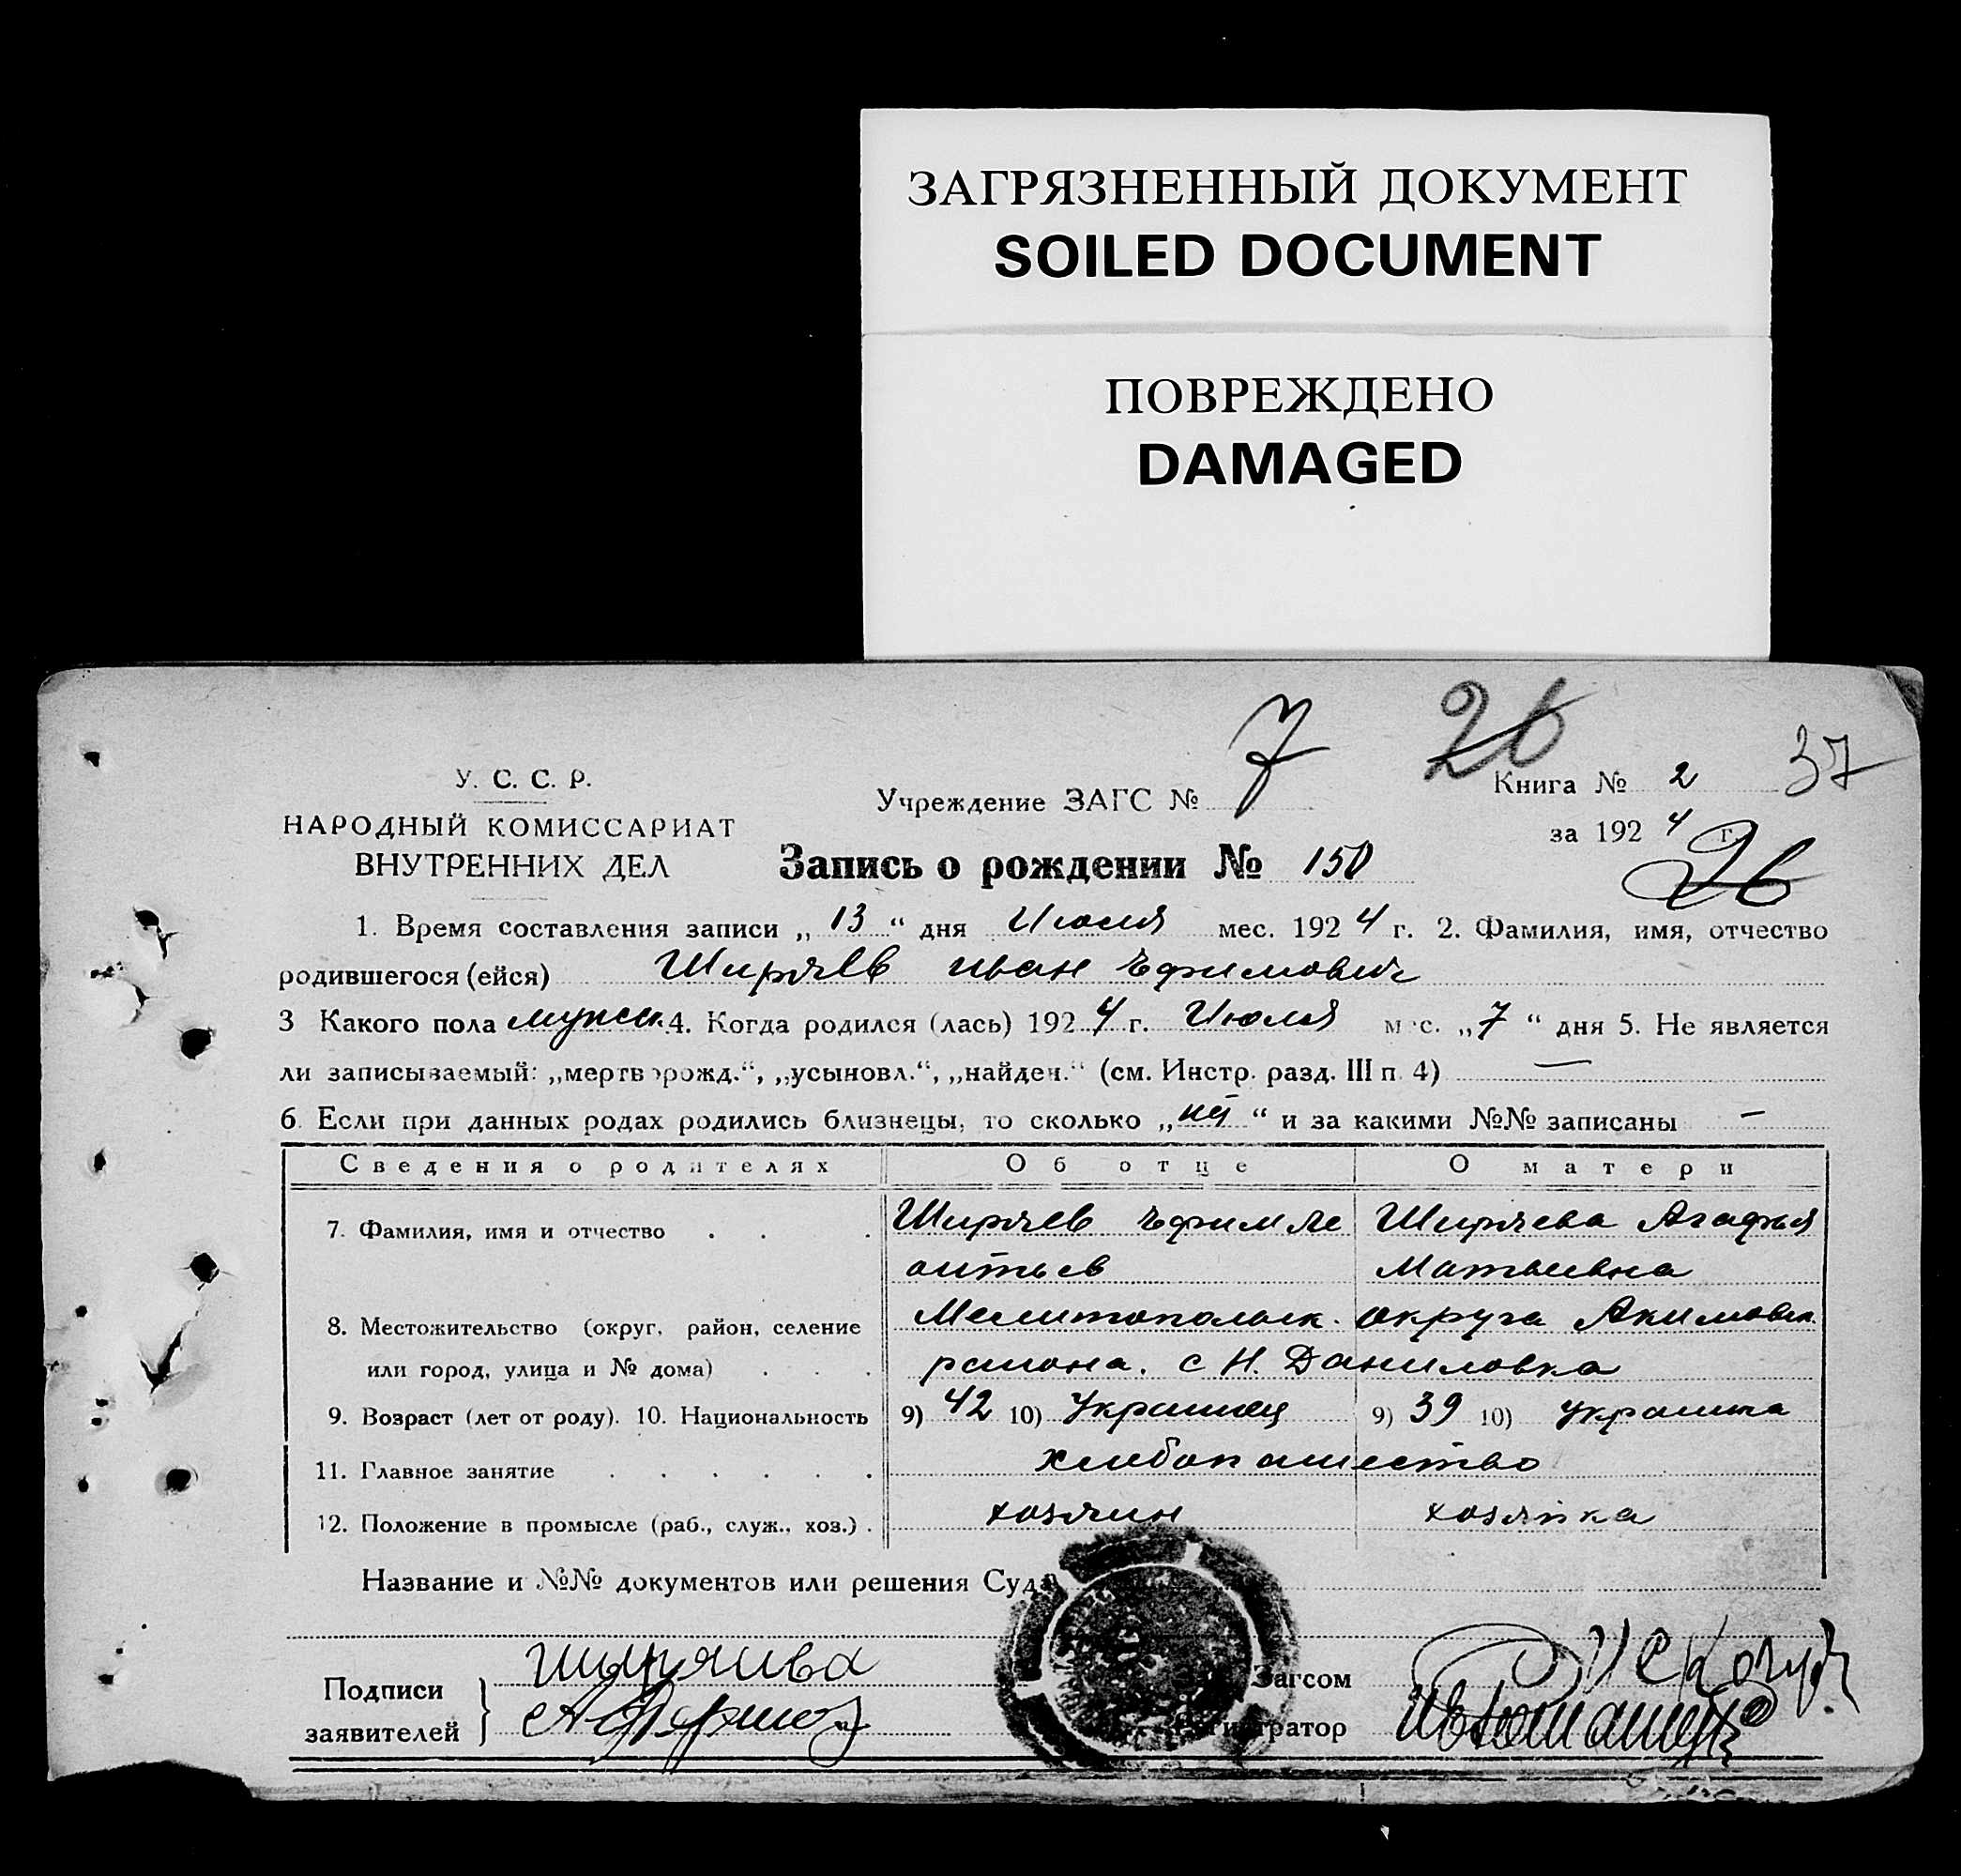 ЗАГРЯЗНЕННЫЙ ДОКУМЕНТ
SOILED DOCUMENT
ПОВРЕЖДЕНО
DAMAGED
26
37
У. С. С. Р.
НАРОДНЫЙ КОМИССАРИАТ
ВНУТРЕННИХ ДЕЛ
Учреждение ЗАГС № 7
Книга № 2
за 1924 г.
26
Запись о рождении № 150
1. Время составления записи „13“ дня Июля мес. 1924 г. 2. Фамилия, имя, отчество
родившегося (ейся) Ширяев Иван Ефимович
3 Какого пола мужск. 4. Когда родился (лась) 1924 г. Июля мес. „7“ дня 5. Не является
ли записываемый: „мертворожд.“, „усыновл.“, „найден.“ (см. Инстр. разд. III п. 4) —
6. Если при данных родах родились близнецы, то сколько „ “ и за какими №№ записаны —
Сведения о родителях Об отце О матери
7. Фамилия, имя и отчество . . . Ширяев Ефим Ле Ширяева Агафья
онтьев Матвеевна
8. Местожительство (округ, район, селение Мелитопольск. округа Акимовск.
или город, улица и № дома) . . . района. с Н. Даниловка
9. Возраст (лет от роду). 10. Национальность 9) 42 10) Украинец 9) 39 10) Украинка
11. Главное занятие . . . . . . хлебопашество
12. Положение в промысле (раб., служ., хоз.) . хозяин хозяйка
Название и №№ документов или решения Суда
Подписи
заявителей
Загсом
Регистратор